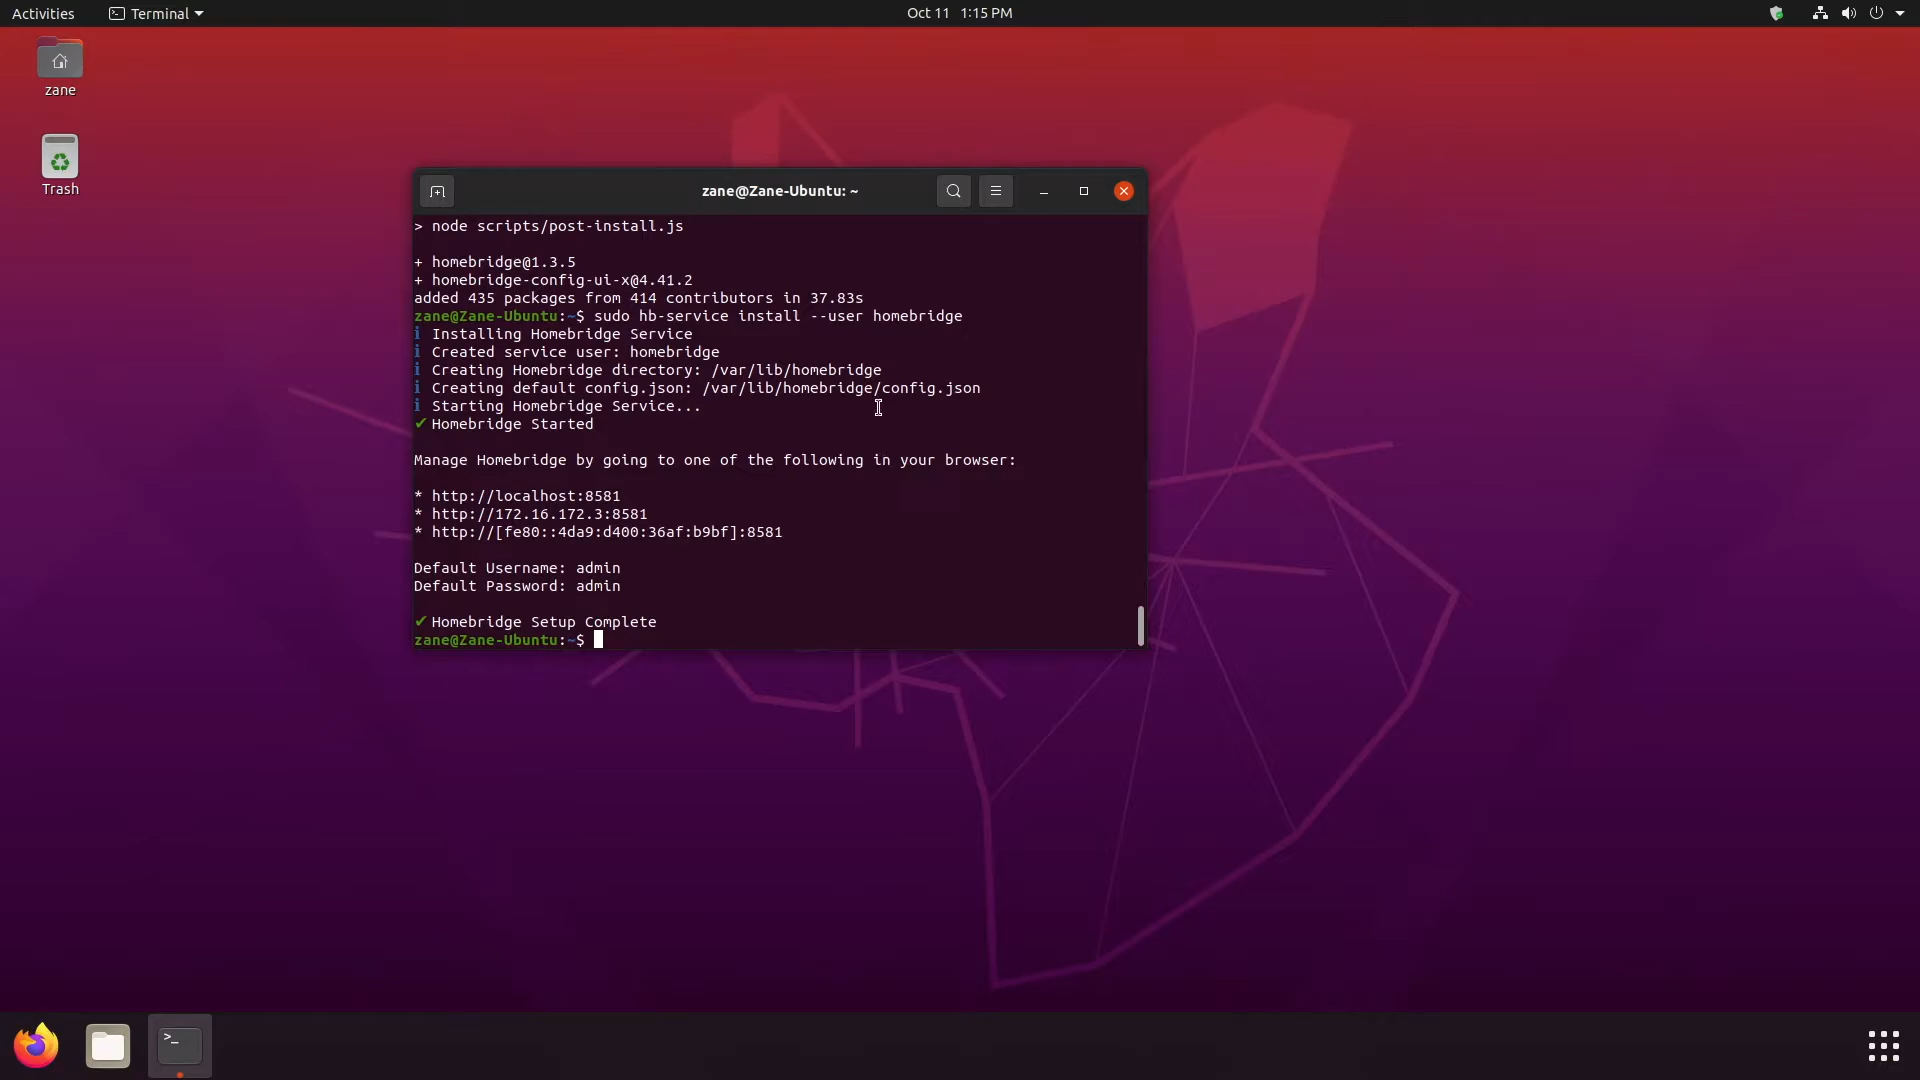 Activities
Terminal
Oct 11 1:15 PM
zane
Trash
zane@Zane-Ubuntu: ~
> node scripts/post-install.js
+ homebridge@1.3.5
+ homebridge-config-ui-x@4.41.2
added 435 packages from 414 contributors in 37.83s
zane@Zane-Ubuntu:~$ sudo hb-service install --user homebridge
ℹ Installing Homebridge Service
ℹ Created service user: homebridge
ℹ Creating Homebridge directory: /var/lib/homebridge
ℹ Creating default config.json: /var/lib/homebridge/config.json
ℹ Starting Homebridge Service...
✔ Homebridge Started
Manage Homebridge by going to one of the following in your browser:
* http://localhost:8581
* http://172.16.172.3:8581
* http://[fe80::4da9:d400:36af:b9bf]:8581
Default Username: admin
Default Password: admin
✔ Homebridge Setup Complete
zane@Zane-Ubuntu:~$